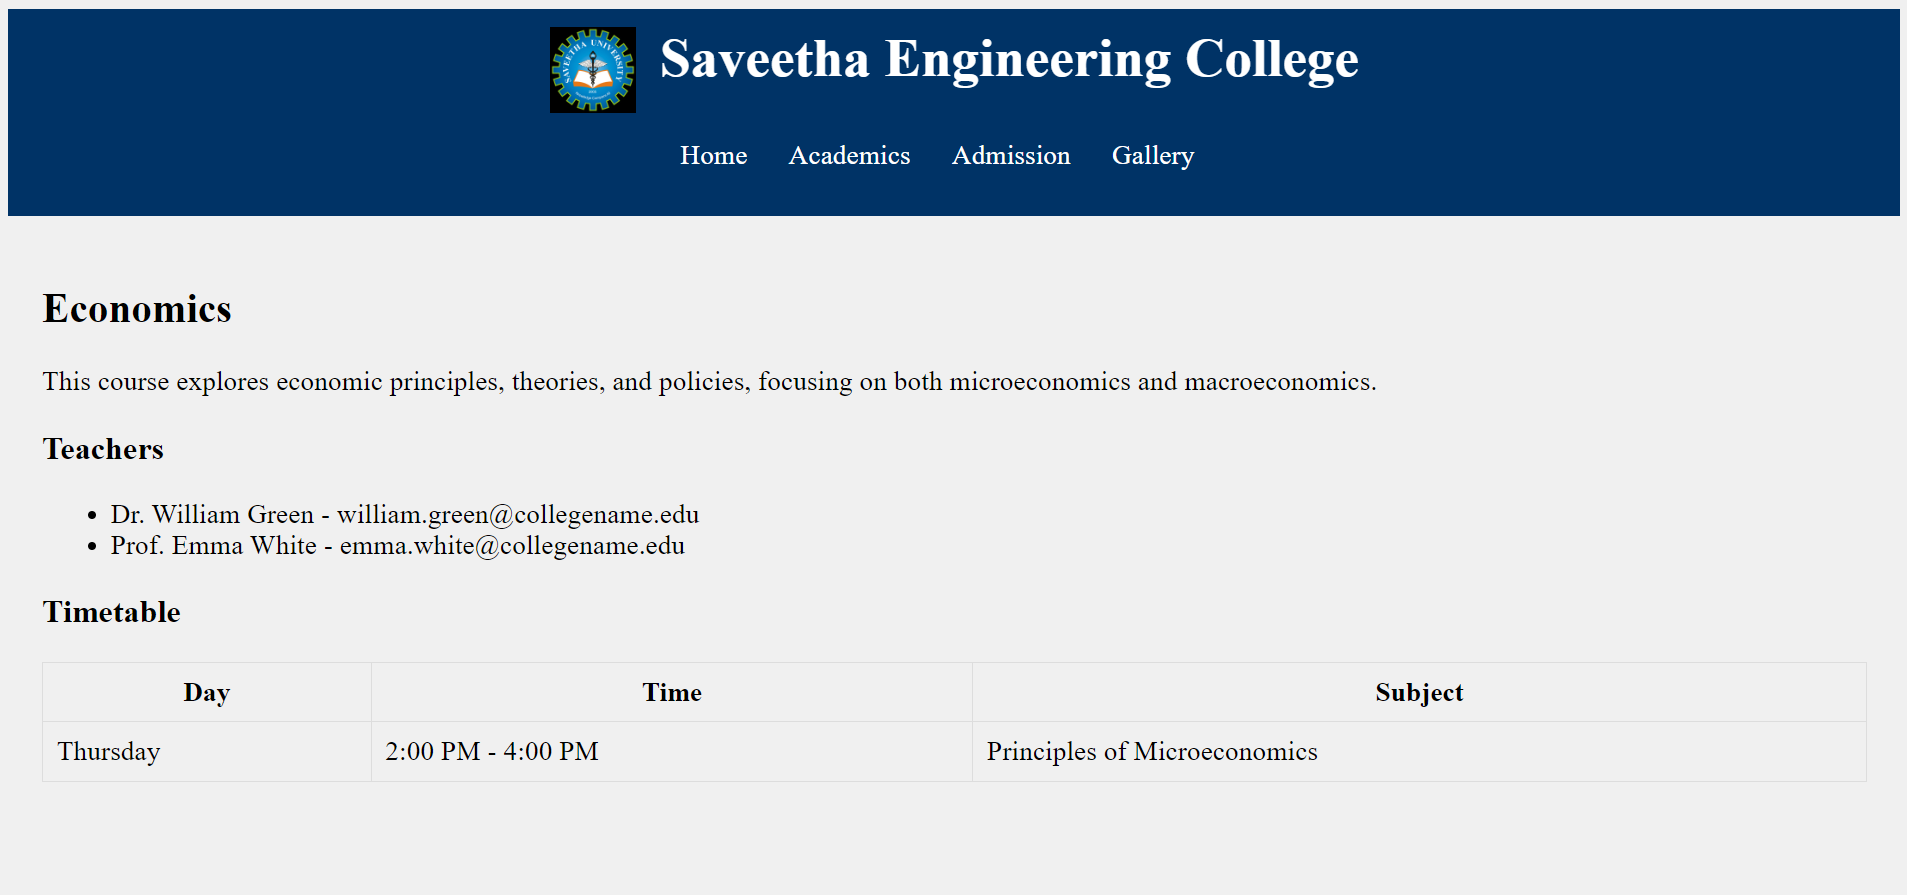 SAVEETHA UNIVERSITY
Saveetha Engineering College
Home Academics Admission Gallery
Economics
This course explores economic principles, theories, and policies, focusing on both microeconomics and macroeconomics.
Teachers
• Dr. William Green - william.green@collegename.edu
• Prof. Emma White - emma.white@collegename.edu
Timetable
Day Time Subject
Thursday 2:00 PM - 4:00 PM Principles of Microeconomics